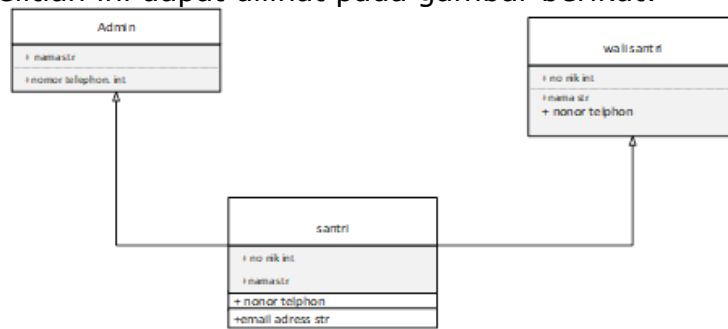 ini dapat dilihat pada gambar berikut.
Admin
+ namastr
+nomor telephon. int
walisantri
+ no nik int
+nama str
+ nonor telphon
santri
+ no nik int
+namastr
+ nonor telphon
+email adress str